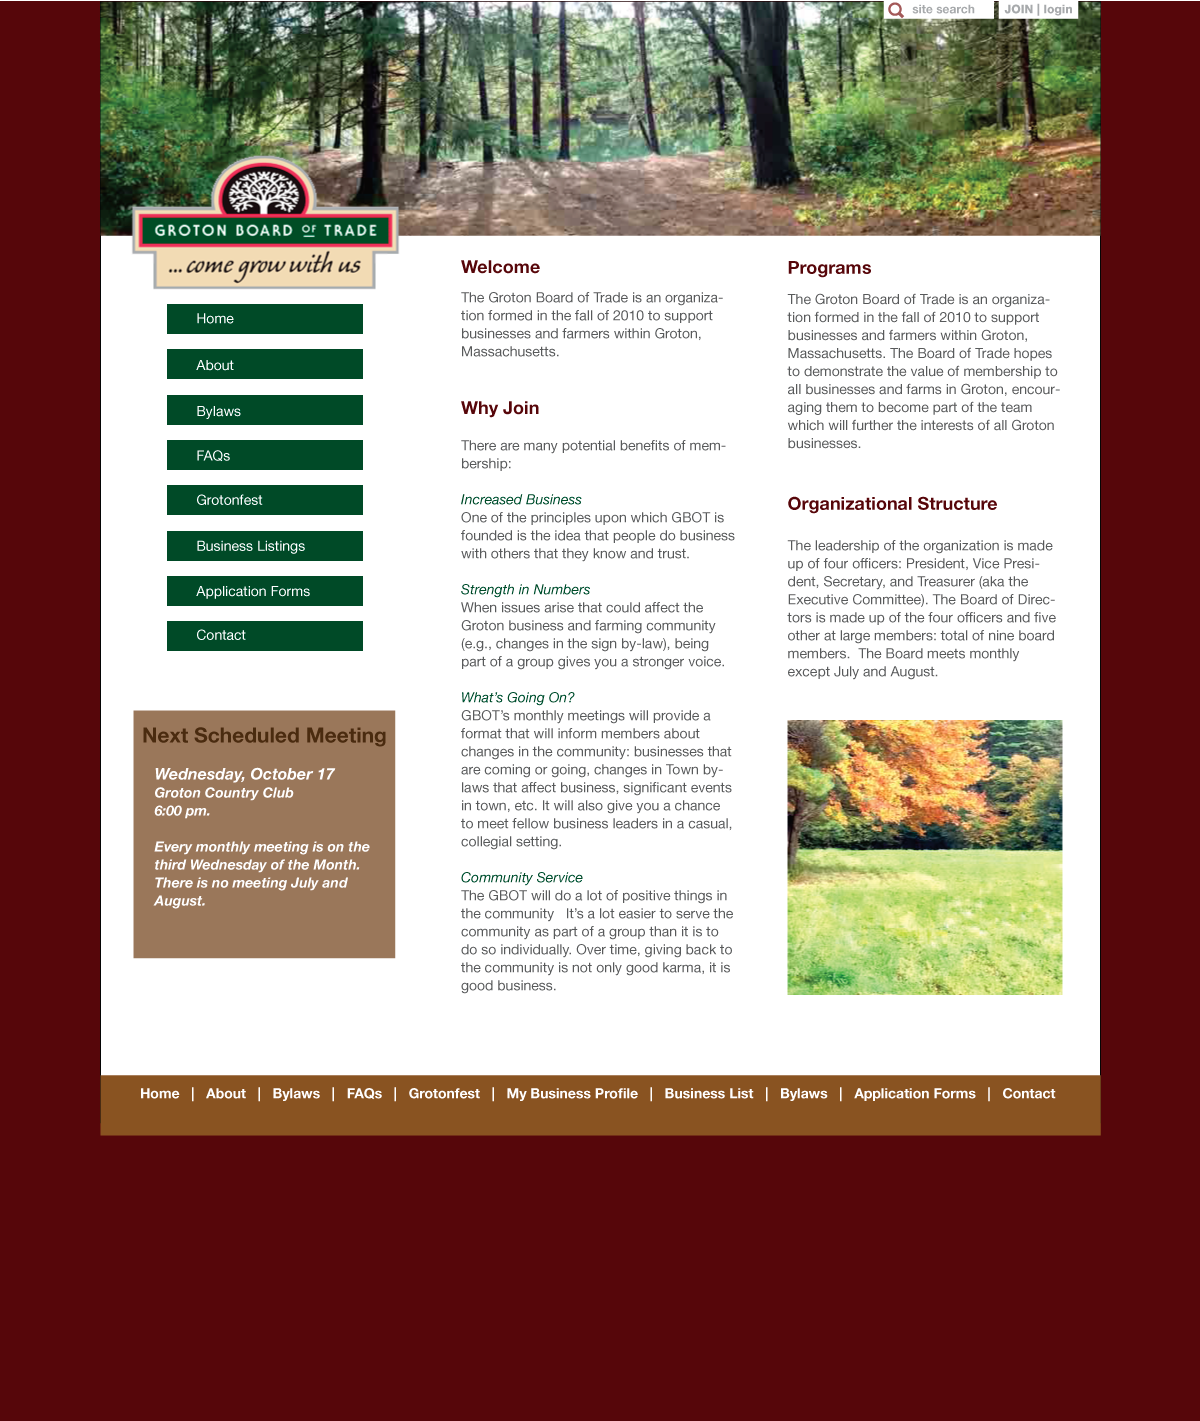 site search
JOIN | login
GROTON BOARD OF TRADE
...come grow with us
Home
About
Bylaws
FAQs
Grotonfest
Business Listings
Application Forms
Contact
Next Scheduled Meeting
Wednesday, October 17
Groton Country Club
6:00 pm.
Every monthly meeting is on the
third Wednesday of the Month.
There is no meeting July and
August.
Welcome
The Groton Board of Trade is an organiza-
tion formed in the fall of 2010 to support
businesses and farmers within Groton,
Massachusetts.
Why Join
There are many potential benefits of mem-
bership:
Increased Business
One of the principles upon which GBOT is
founded is the idea that people do business
with others that they know and trust.
Strength in Numbers
When issues arise that could affect the
Groton business and farming community
(e.g., changes in the sign by-law), being
part of a group gives you a stronger voice.
What's Going On?
GBOT's monthly meetings will provide a
format that will inform members about
changes in the community: businesses that
are coming or going, changes in Town by-
laws that affect business, significant events
in town, etc. It will also give you a chance
to meet fellow business leaders in a casual,
collegial setting.
Community Service
The GBOT will do a lot of positive things in
the community   It's a lot easier to serve the
community as part of a group than it is to
do so individually. Over time, giving back to
the community is not only good karma, it is
good business.
Programs
The Groton Board of Trade is an organiza-
tion formed in the fall of 2010 to support
businesses and farmers within Groton,
Massachusetts. The Board of Trade hopes
to demonstrate the value of membership to
all businesses and farms in Groton, encour-
aging them to become part of the team
which will further the interests of all Groton
businesses.
Organizational Structure
The leadership of the organization is made
up of four officers: President, Vice Presi-
dent, Secretary, and Treasurer (aka the
Executive Committee). The Board of Direc-
tors is made up of the four officers and five
other at large members: total of nine board
members.  The Board meets monthly
except July and August.
Home | About | Bylaws | FAQs | Grotonfest | My Business Profile | Business List | Bylaws | Application Forms | Contact